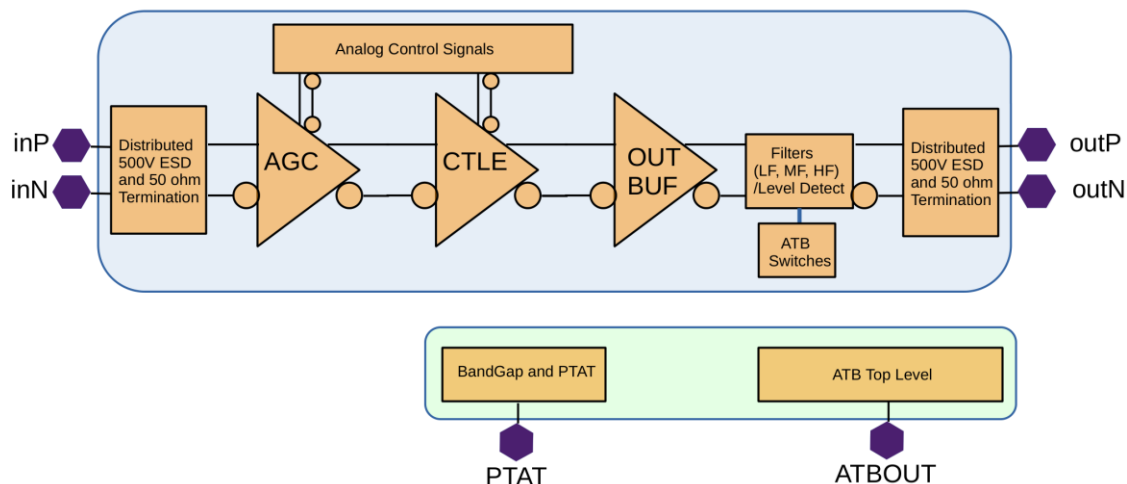 Analog Control Signals
inP
inN
Distributed
500V ESD
and 50 ohm
Termination
AGC
CTLE
OUT
BUF
Filters
(LF, MF, HF)
/Level Detect
ATB
Switches
Distributed
500V ESD
and 50 ohm
Termination
outP
outN
BandGap and PTAT
ATB Top Level
PTAT
ATBOUT